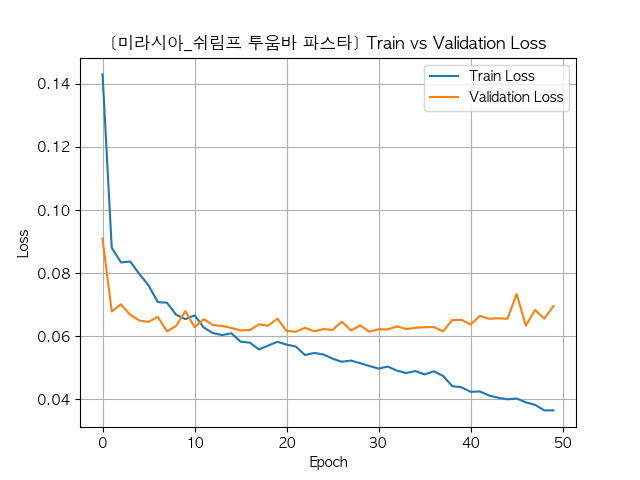 [미라시아_쉬림프 투움바 파스타] Train vs Validation Loss
Train Loss
Validation Loss
0.14
0.12
0.10
0.08
0.06
0.04
Loss
0 10 20 30 40 50
Epoch